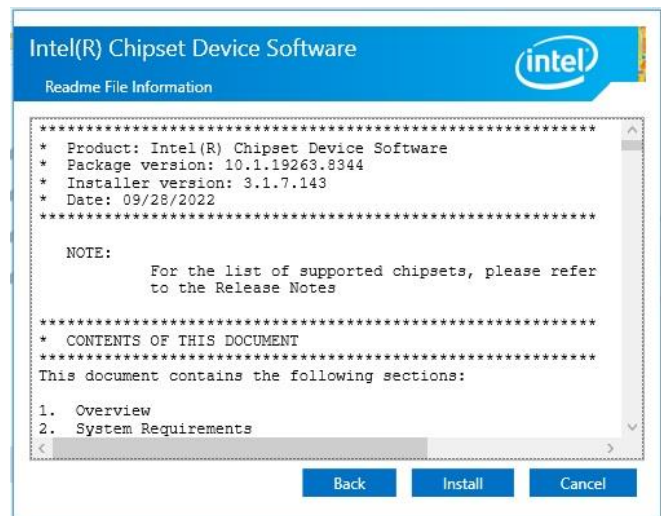 Intel(R) Chipset Device Software
intel
Readme File Information
************************************************************
*  Product: Intel(R) Chipset Device Software
*  Package version: 10.1.19263.8344
*  Installer version: 3.1.7.143
*  Date: 09/28/2022
************************************************************
NOTE:
For the list of supported chipsets, please refer
to the Release Notes
************************************************************
*  CONTENTS OF THIS DOCUMENT
************************************************************
This document contains the following sections:
1.  Overview
2.  System Requirements
Back Install Cancel